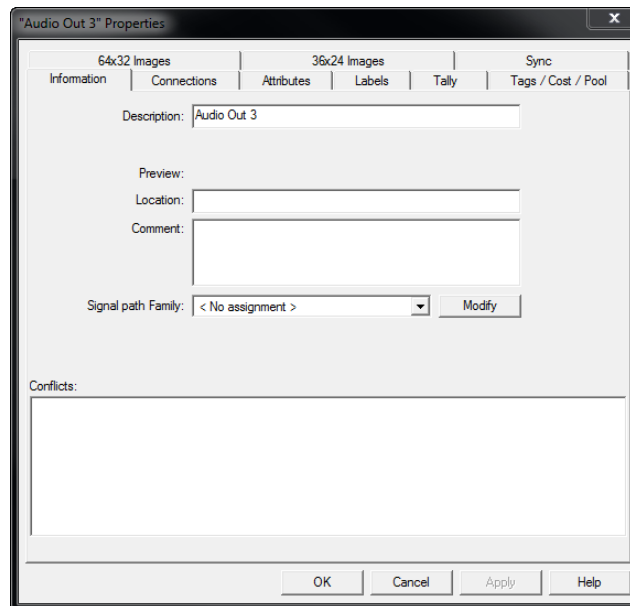 "Audio Out 3" Properties
X
64x32 Images 36x24 Images Sync
Information Connections Attributes Labels Tally Tags / Cost / Pool
Description: Audio Out 3
Preview:
Location:
Comment:
Signal path Family: < No assignment > Modify
Conflicts:
OK Cancel Apply Help